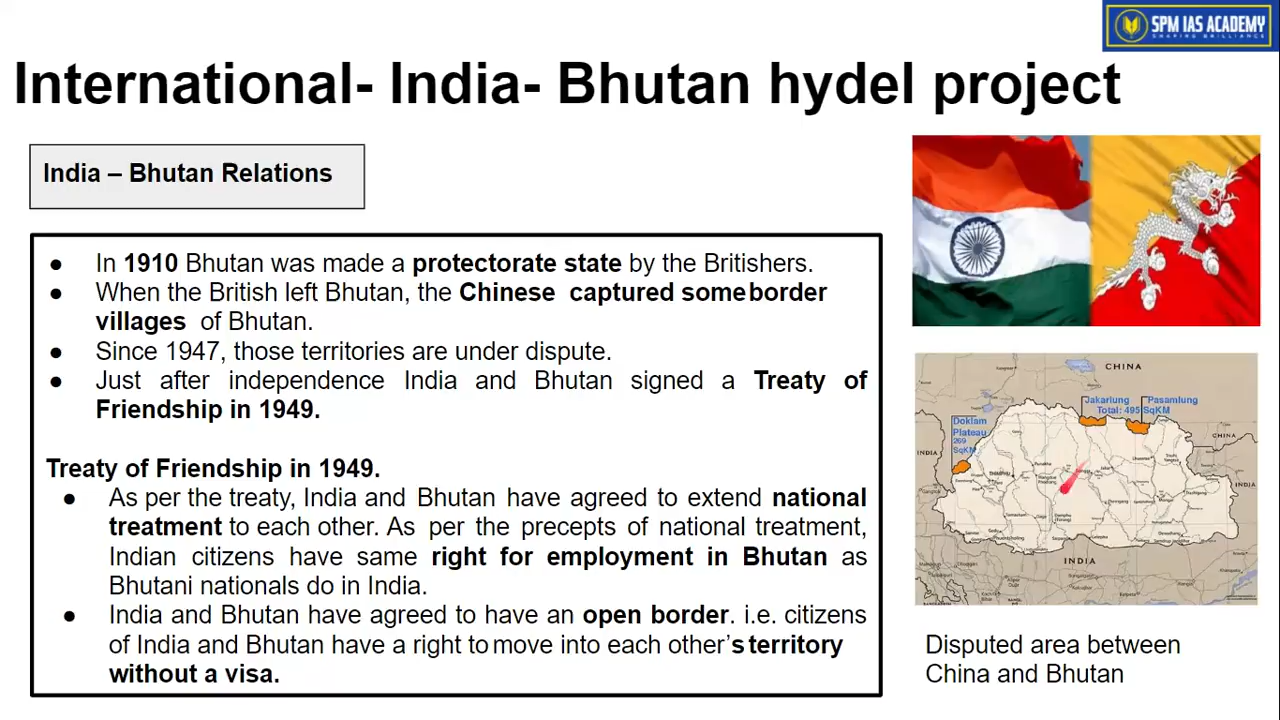 SPM IAS ACADEMY
SHAPING BRILLIANCE
International- India- Bhutan hydel project
India – Bhutan Relations
● In 1910 Bhutan was made a protectorate state by the Britishers.
● When the British left Bhutan, the Chinese captured some border
villages of Bhutan.
● Since 1947, those territories are under dispute.
● Just after independence India and Bhutan signed a Treaty of
Friendship in 1949.
Treaty of Friendship in 1949.
● As per the treaty, India and Bhutan have agreed to extend national
treatment to each other. As per the precepts of national treatment,
Indian citizens have same right for employment in Bhutan as
Bhutani nationals do in India.
● India and Bhutan have agreed to have an open border. i.e. citizens
of India and Bhutan have a right to move into each other's territory
without a visa.
CHINA
Jakarlung Pasamlung
Total: 495 SqKM
Doklam
Plateau
269
SqKM
CHINA
INDIA
INDIA
INDIA
Disputed area between
China and Bhutan